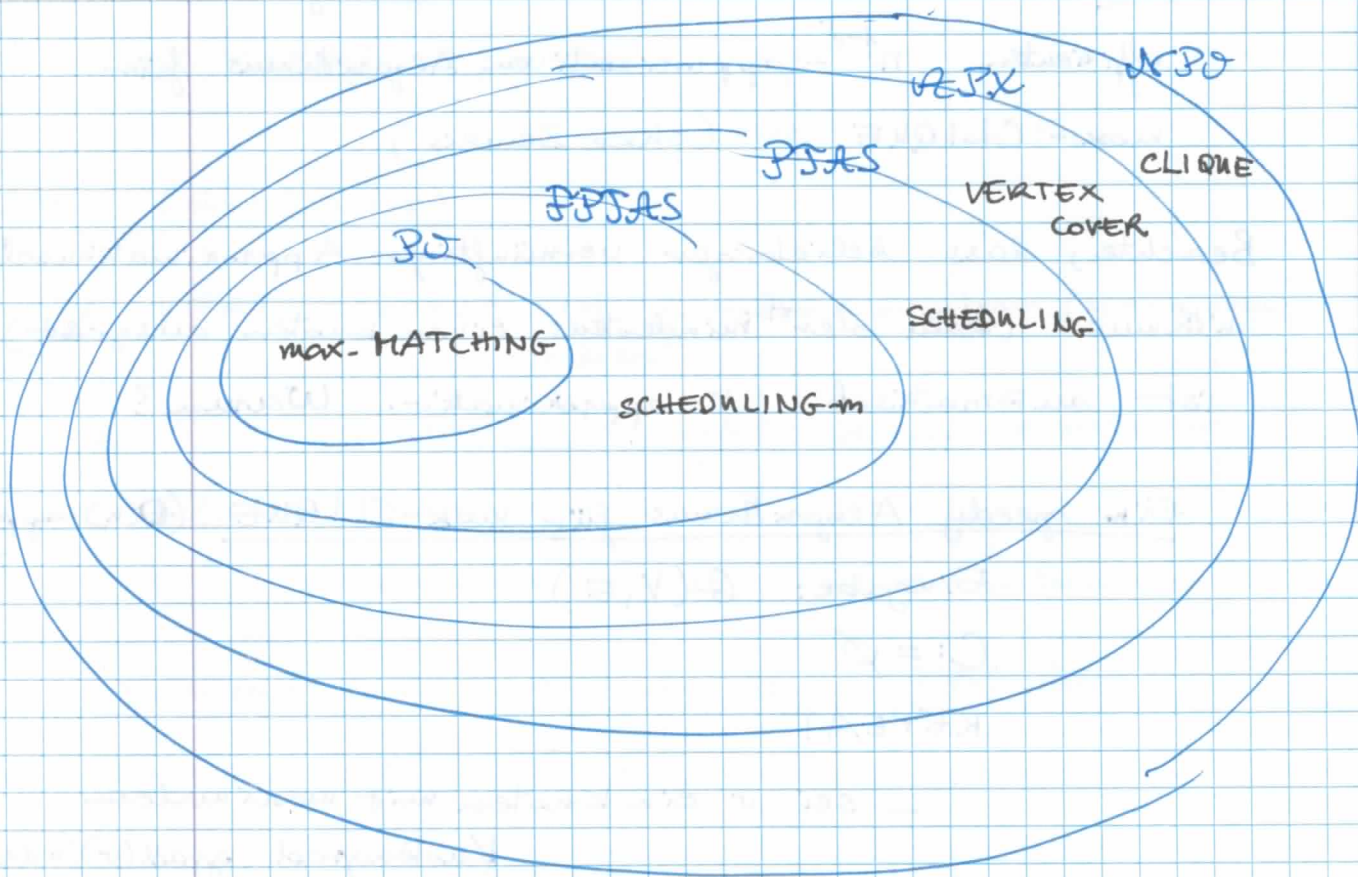 NPO
APX
PTAS
CLIQUE
VERTEX
COVER
FPTAS
PO
SCHEDULING
max-MATCHING
SCHEDULING-m